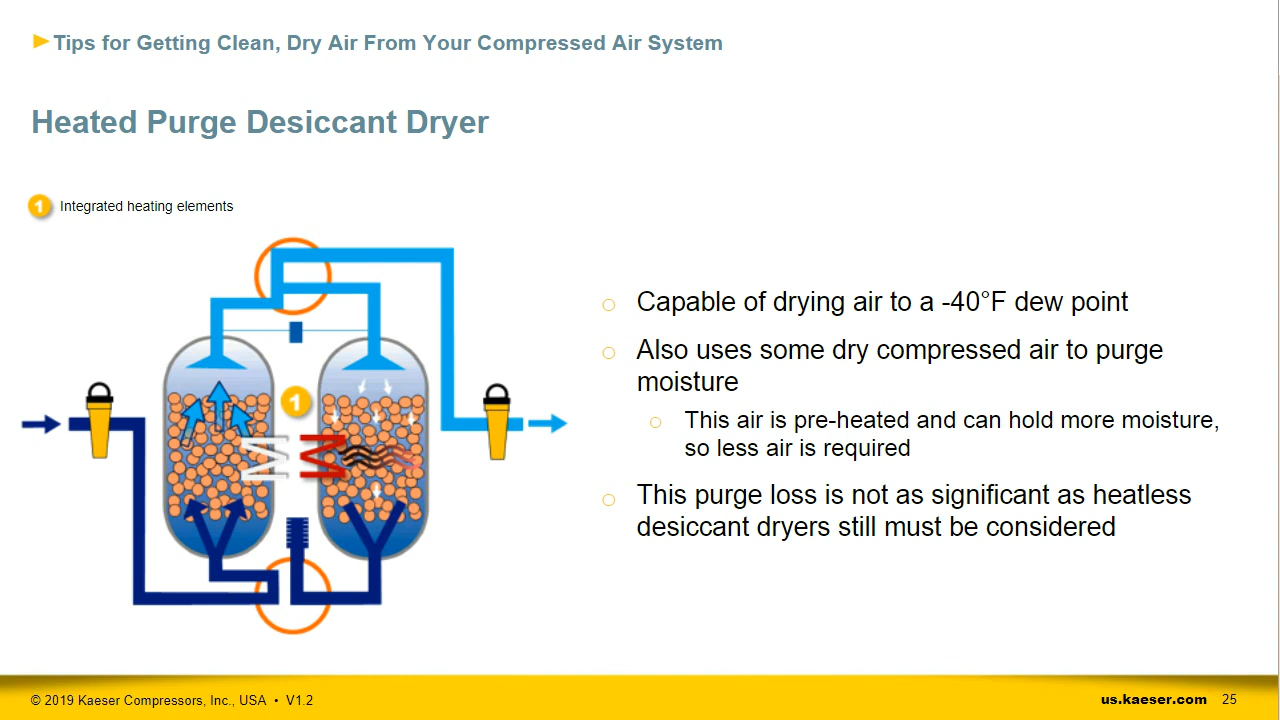 Tips for Getting Clean, Dry Air From Your Compressed Air System
Heated Purge Desiccant Dryer
1 Integrated heating elements
1
Capable of drying air to a -40°F dew point
Also uses some dry compressed air to purge
moisture
This air is pre-heated and can hold more moisture,
so less air is required
This purge loss is not as significant as heatless
desiccant dryers still must be considered
© 2019 Kaeser Compressors, Inc., USA • V1.2
us.kaeser.com 25